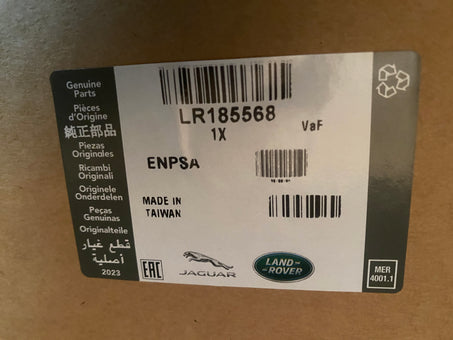 Genuine
Parts
Pièces
d'Origine
純正部品
Piezas
Originales
Ricambi
Originali
Originele
Onderdelen
Peças
Genuinas
Originalteile
قطع غيار
أصلية
2023
LR185568
1X
VaF
ENPSA
MADE IN
TAIWAN
EAC
JAGUAR
LAND-
-ROVER
MER
4001.1